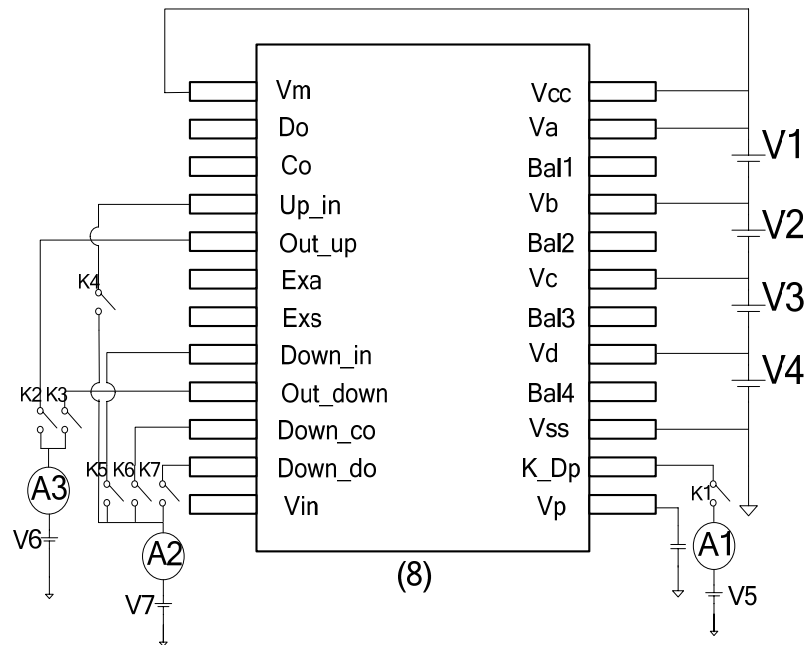 Vm
Do
Co
Up_in
Out_up
Exa
Exs
Down_in
Out_down
Down_co
Down_do
Vin
Vcc
Va
Bal1
Vb
Bal2
Vc
Bal3
Vd
Bal4
Vss
K_Dp
Vp
V1
V2
V3
V4
K4
K2
K3
K5
K6
K7
K1
A3
A2
A1
V6
V7
V5
(8)